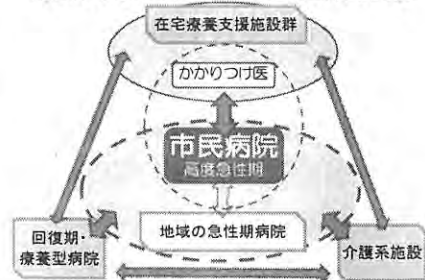 在宅療養支援施設群
かかりつけ医
市民病院
高度急性期
地域の急性期病院
回復期・
療養型病院
介護系施設